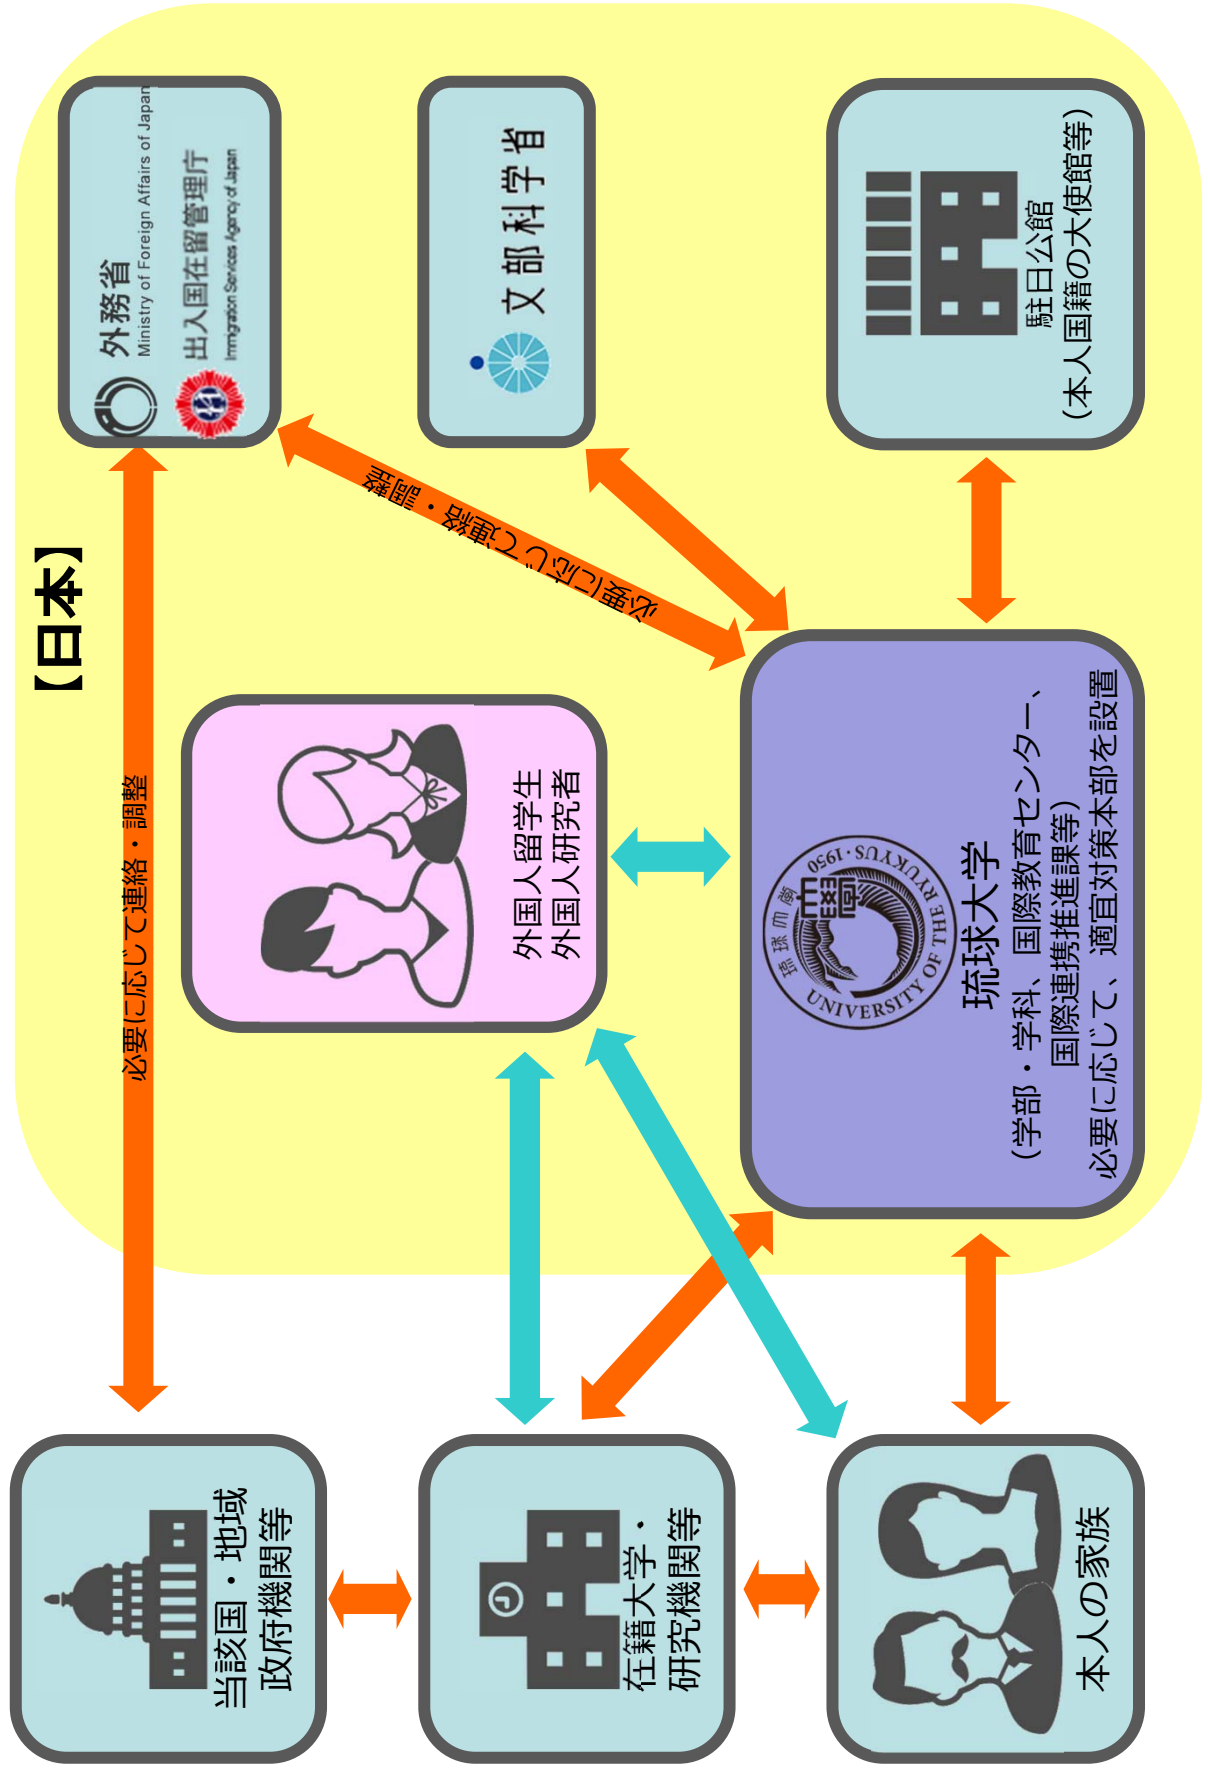 【日本】
外務省
Ministry of Foreign Affairs of Japan
出入国在留管理庁
Immigration Services Agency of Japan
文部科学省
駐日公館
（本人国籍の大使館等）
必要に応じて連絡・調整
必要に応じて連絡・調整
外国人留学生
外国人研究者
琉球大学
UNIVERSITY OF THE RYUKYUS・1950
琉球大学
（学部・学科、国際教育センター、
国際連携推進課等）
必要に応じて、適宜対策本部を設置
当該国・地域
政府機関等
在籍大学・
研究機関等
本人の家族